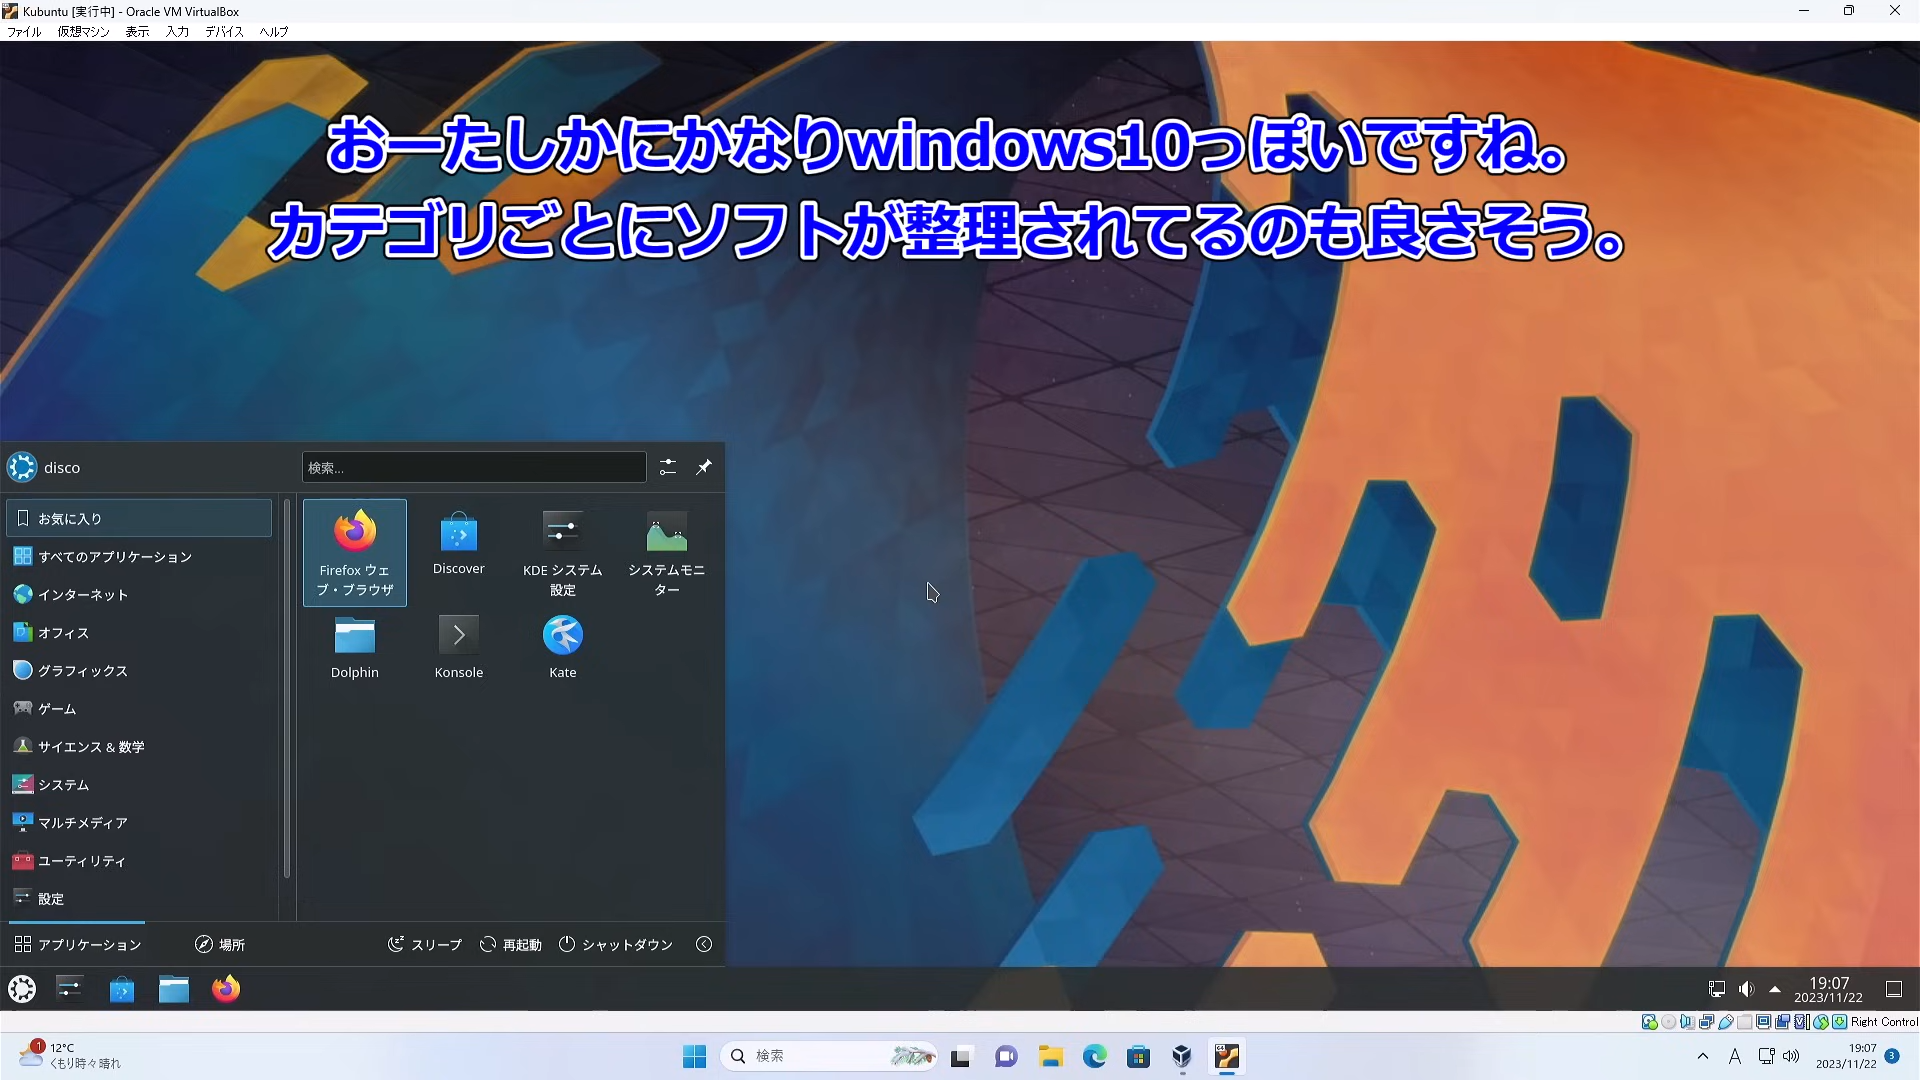 Kubuntu [実行中] - Oracle VM VirtualBox
ファイル 仮想マシン 表示 入力 デバイス ヘルプ
おーたしかにかなりwindows10っぽいですね。
カテゴリごとにソフトが整理されてるのも良さそう。
disco
検索...
お気に入り
すべてのアプリケーション
インターネット
オフィス
グラフィックス
ゲーム
サイエンス & 数学
システム
マルチメディア
ユーティリティ
設定
Firefox ウェ
ブ・ブラウザ
Discover
KDE システム
設定
システムモニ
ター
Dolphin
Konsole
Kate
アプリケーション 場所 スリープ 再起動 シャットダウン
19:07
2023/11/22
Right Control
1
12°C
くもり時々晴れ
検索
A
19:07
2023/11/22
3